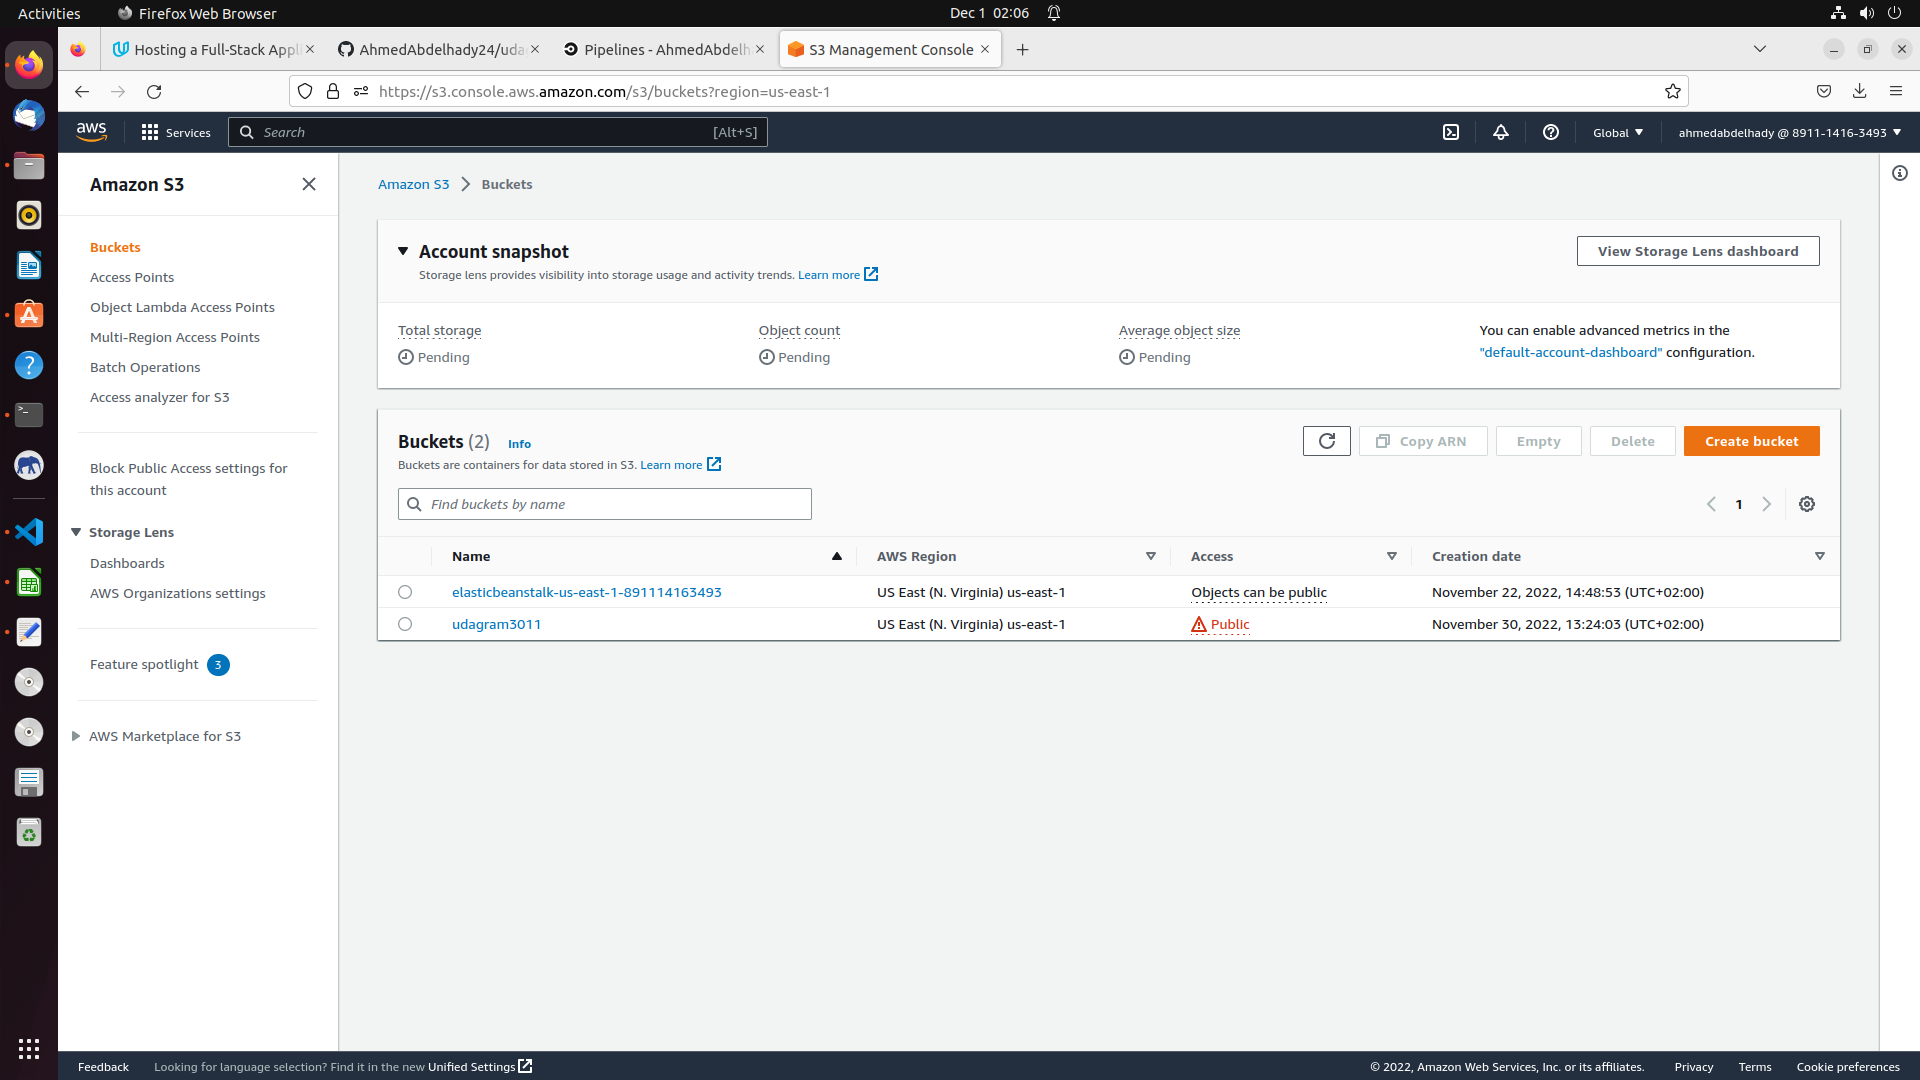 Activities
Firefox Web Browser
Dec 1 02:06
Hosting a Full-Stack Appl
AhmedAbdelhady24/uda
Pipelines - AhmedAbdelh
S3 Management Console
https://s3.console.aws.amazon.com/s3/buckets?region=us-east-1
aws
Services
Search
[Alt+S]
Global
ahmedabdelhady @ 8911-1416-3493
Amazon S3
Buckets
Access Points
Object Lambda Access Points
Multi-Region Access Points
Batch Operations
Access analyzer for S3
Block Public Access settings for
this account
Storage Lens
Dashboards
AWS Organizations settings
Feature spotlight 3
AWS Marketplace for S3
Amazon S3
Buckets
Account snapshot
Storage lens provides visibility into storage usage and activity trends. Learn more
View Storage Lens dashboard
Total storage
Pending
Object count
Pending
Average object size
Pending
You can enable advanced metrics in the
"default-account-dashboard" configuration.
Buckets (2) Info
Buckets are containers for data stored in S3. Learn more
Copy ARN
Empty
Delete
Create bucket
Find buckets by name
1
Name AWS Region Access Creation date
elasticbeanstalk-us-east-1-891114163493 US East (N. Virginia) us-east-1 Objects can be public November 22, 2022, 14:48:53 (UTC+02:00)
udagram3011 US East (N. Virginia) us-east-1 Public November 30, 2022, 13:24:03 (UTC+02:00)
Feedback
Looking for language selection? Find it in the new Unified Settings
© 2022, Amazon Web Services, Inc. or its affiliates.
Privacy
Terms
Cookie preferences